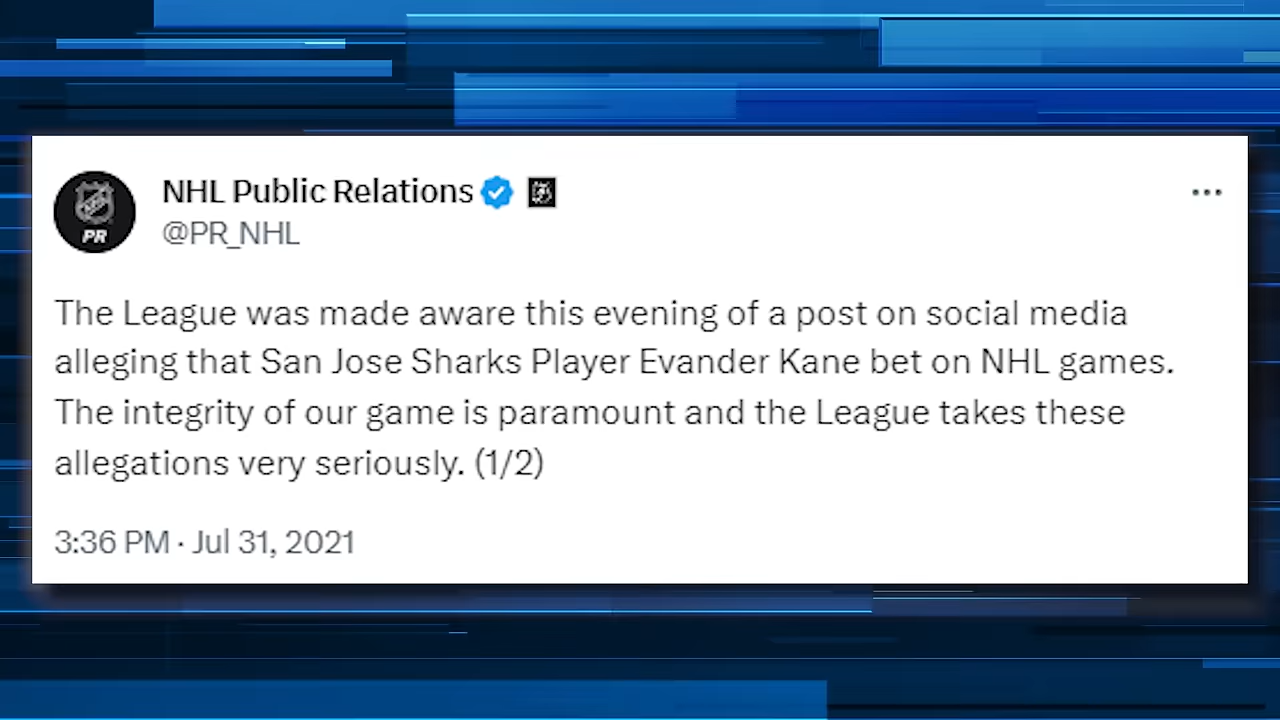 NHL Public Relations
@PR_NHL
PR
The League was made aware this evening of a post on social media
alleging that San Jose Sharks Player Evander Kane bet on NHL games.
The integrity of our game is paramount and the League takes these
allegations very seriously. (1/2)
3:36 PM · Jul 31, 2021